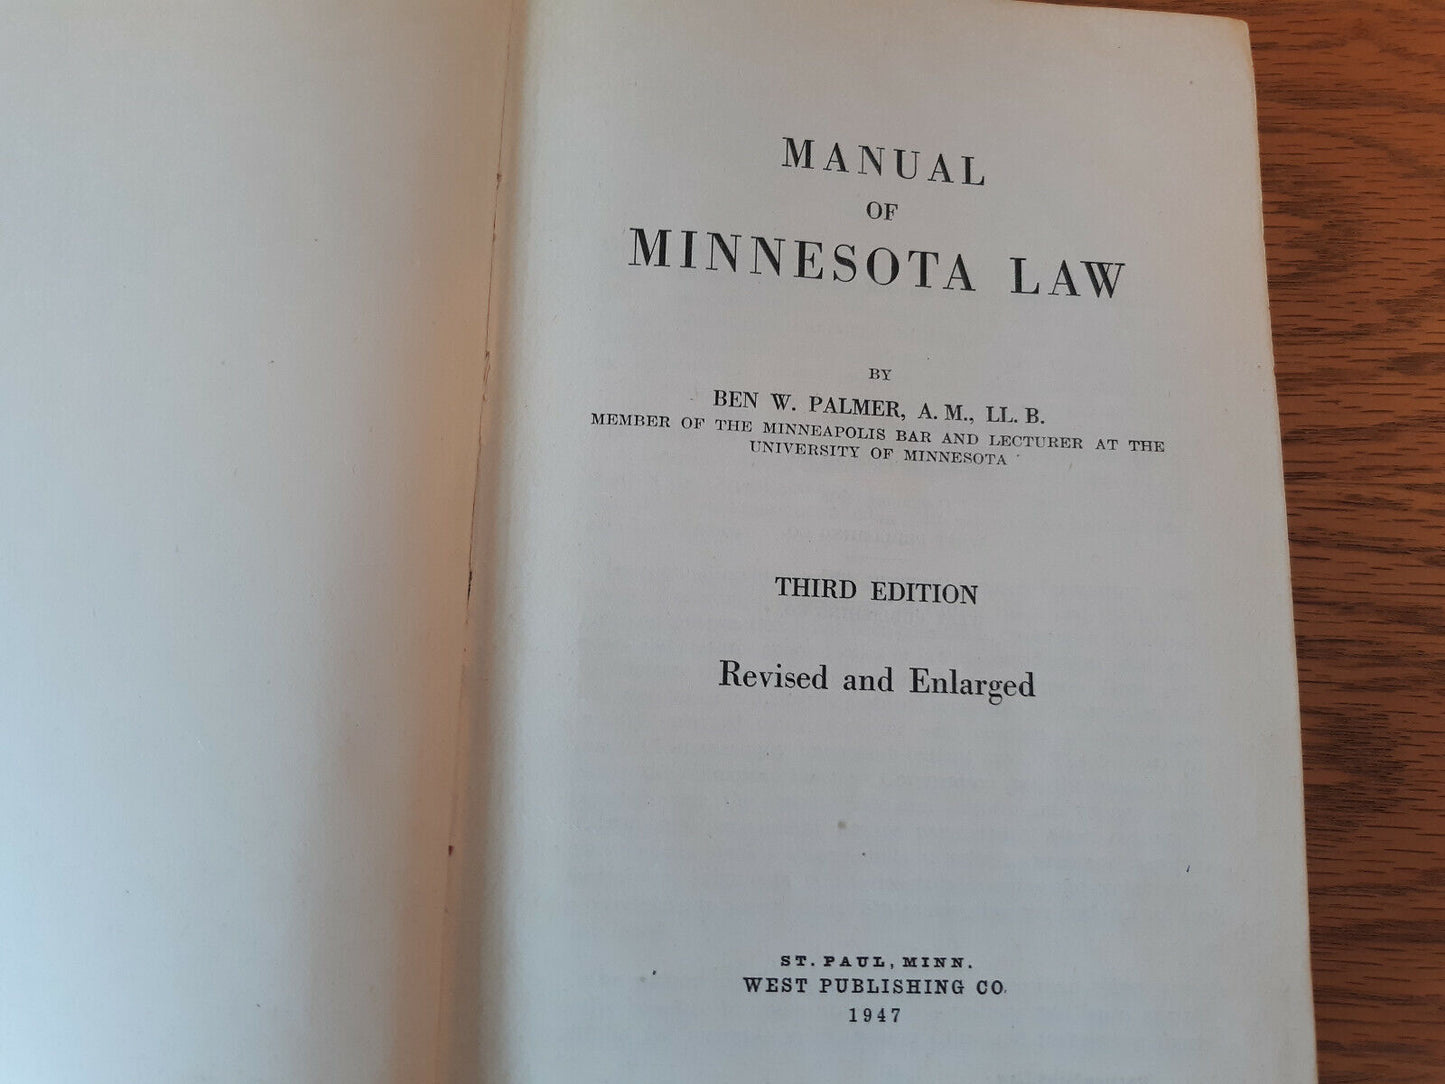 MANUAL
OF
MINNESOTA LAW
BY
BEN W. PALMER, A. M., LL. B.
MEMBER OF THE MINNEAPOLIS BAR AND LECTURER AT THE
UNIVERSITY OF MINNESOTA
THIRD EDITION
Revised and Enlarged
ST. PAUL, MINN.
WEST PUBLISHING CO.
1947